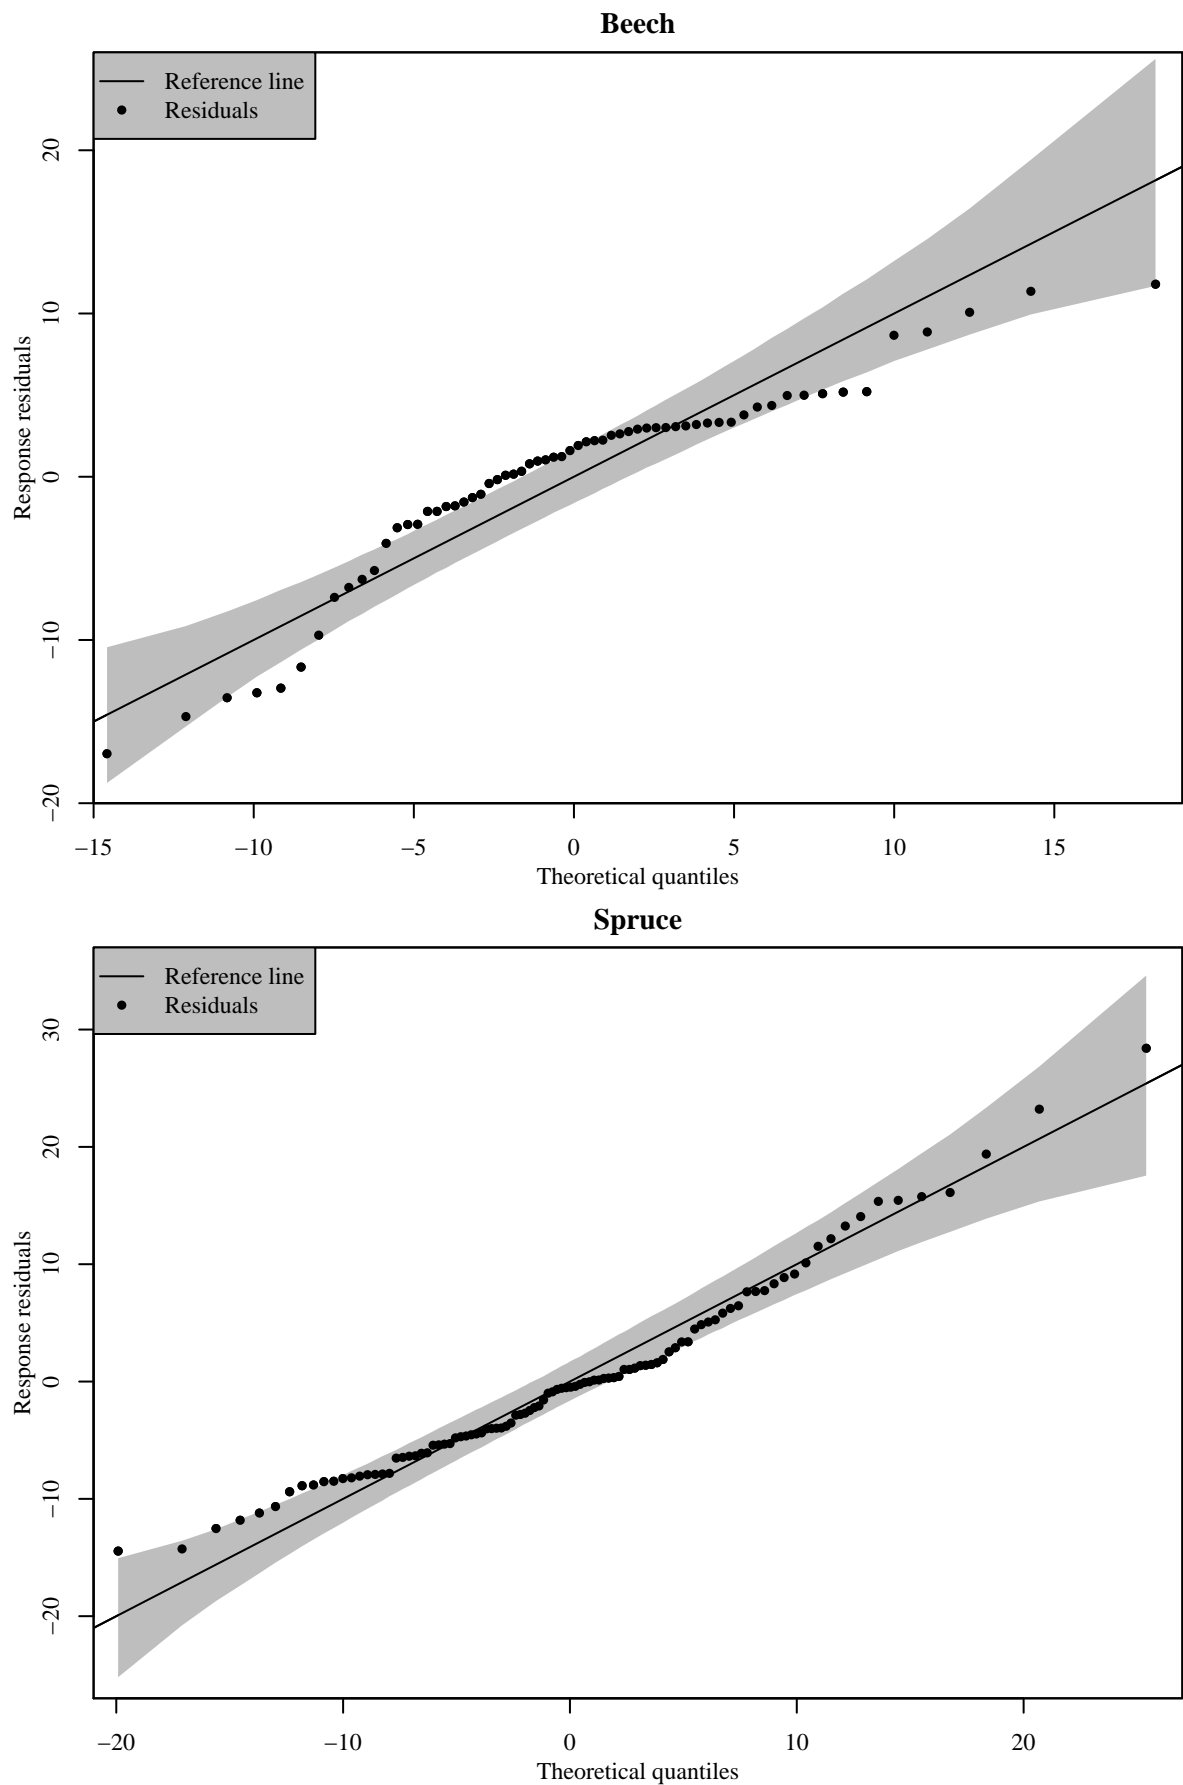 Beech
Reference line
Residuals
Response residuals
20
10
0
−10
−20
−15 −10 −5 0 5 10 15
Theoretical quantiles
Spruce
Reference line
Residuals
Response residuals
30
20
10
0
−10
−20
−20 −10 0 10 20
Theoretical quantiles